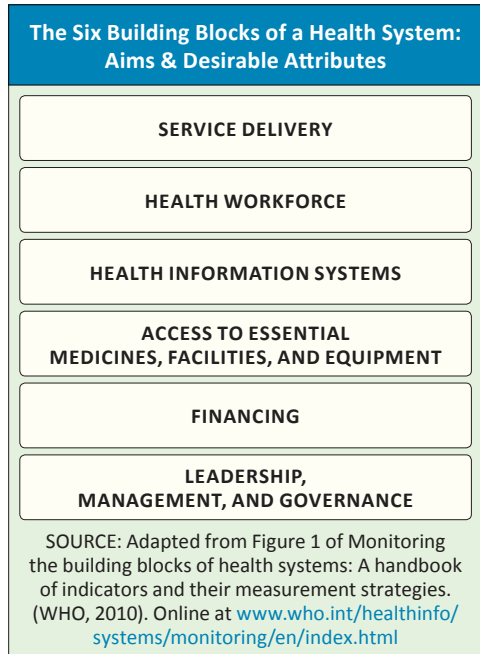 The Six Building Blocks of a Health System:
Aims & Desirable Attributes
SERVICE DELIVERY
HEALTH WORKFORCE
HEALTH INFORMATION SYSTEMS
ACCESS TO ESSENTIAL
MEDICINES, FACILITIES, AND EQUIPMENT
FINANCING
LEADERSHIP,
MANAGEMENT, AND GOVERNANCE
SOURCE: Adapted from Figure 1 of Monitoring
the building blocks of health systems: A handbook
of indicators and their measurement strategies.
(WHO, 2010). Online at www.who.int/healthinfo/
systems/monitoring/en/index.html